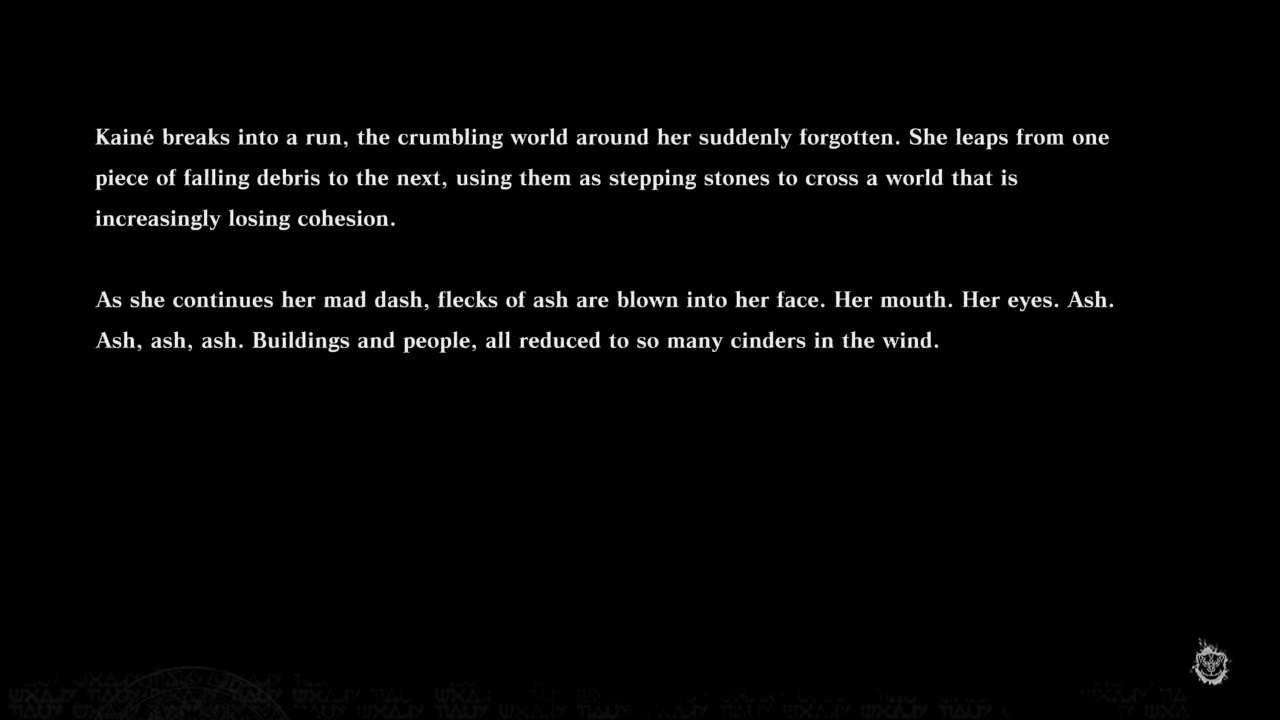 Kainé breaks into a run, the crumbling world around her suddenly forgotten. She leaps from one
piece of falling debris to the next, using them as stepping stones to cross a world that is
increasingly losing cohesion.
As she continues her mad dash, flecks of ash are blown into her face. Her mouth. Her eyes. Ash.
Ash, ash, ash. Buildings and people, all reduced to so many cinders in the wind.